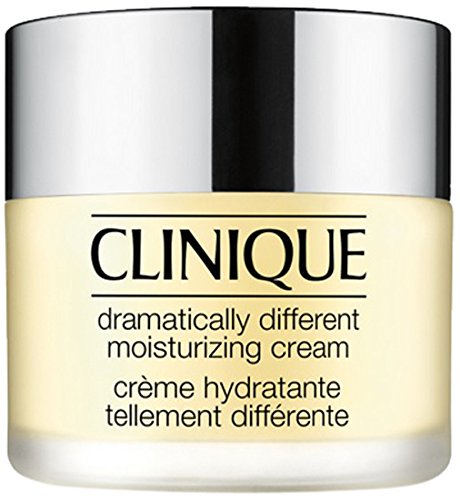 CLINIQUE
dramatically different
moisturizing cream
crème hydratante
tellement différente